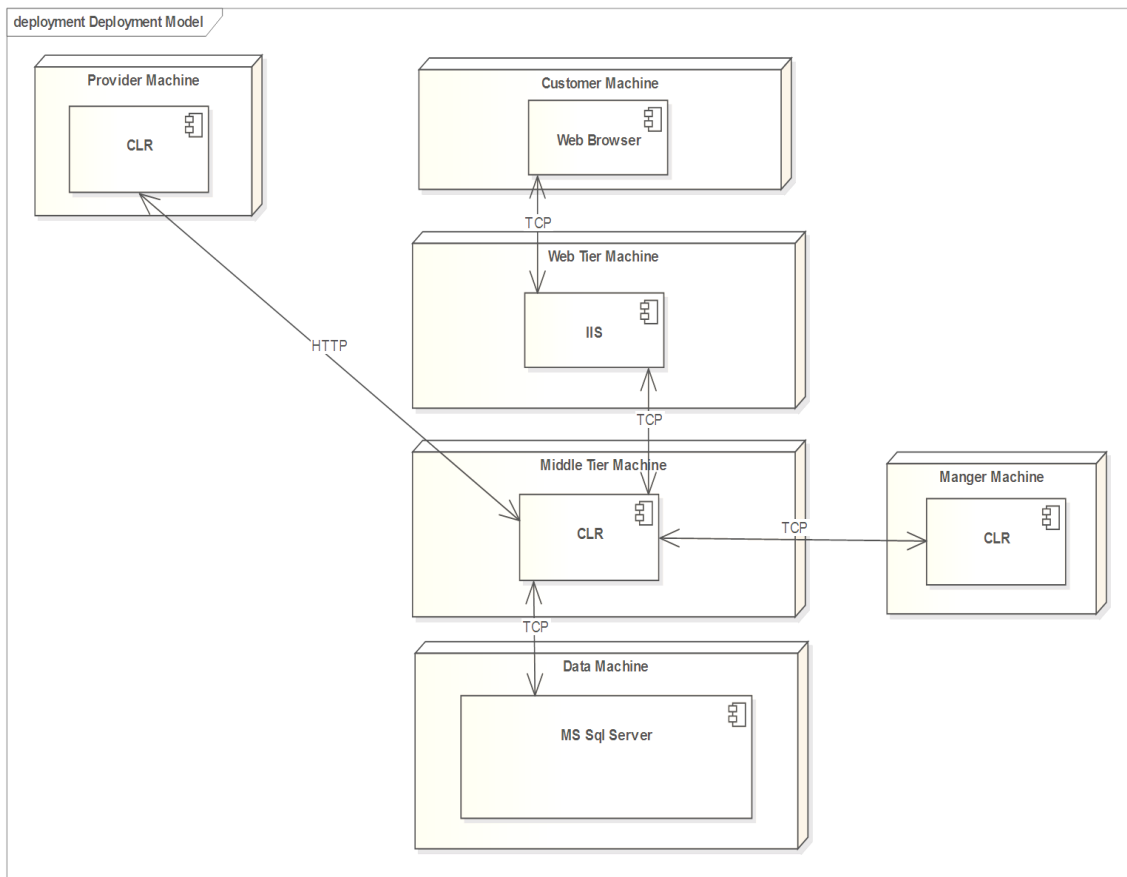 deployment Deployment Model
Provider Machine
CLR
Customer Machine
Web Browser
TCP
Web Tier Machine
IIS
HTTP
TCP
Middle Tier Machine
CLR
TCP
Manger Machine
CLR
TCP
Data Machine
MS Sql Server